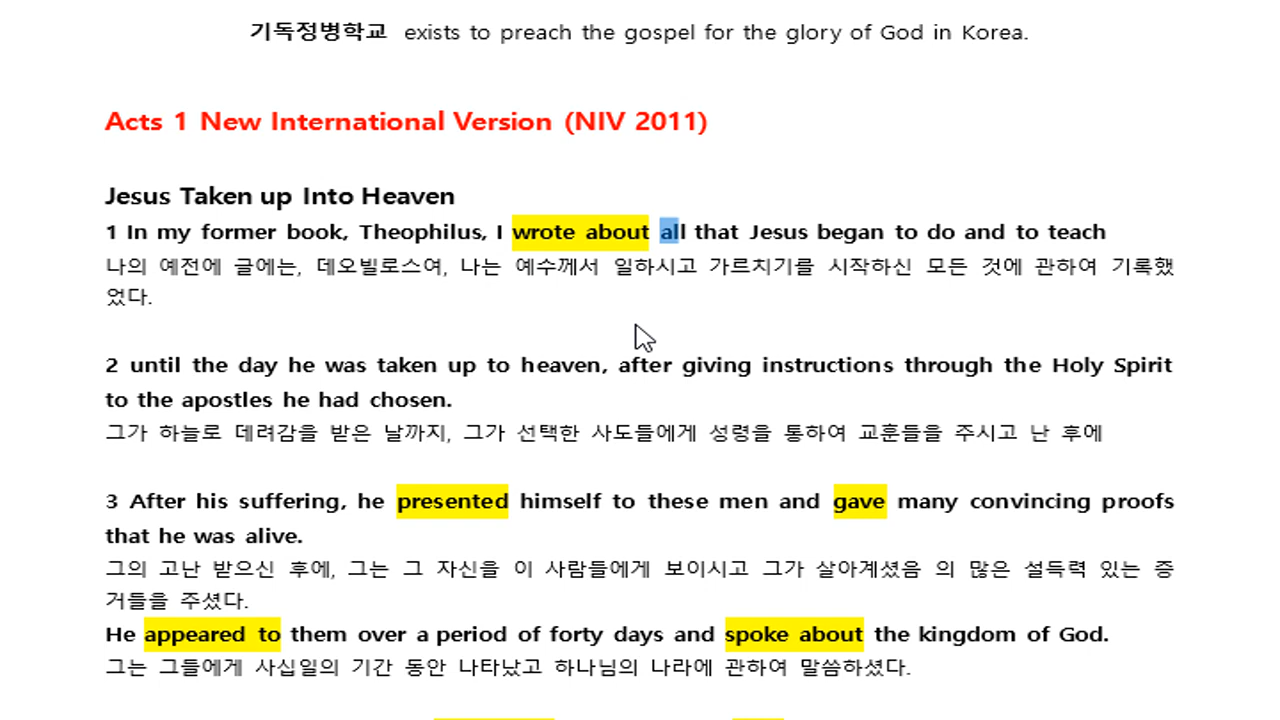 기독정병학교 exists to preach the gospel for the glory of God in Korea.
Acts 1 New International Version (NIV 2011)
Jesus Taken up Into Heaven
1 In my former book, Theophilus, I wrote about all that Jesus began to do and to teach
나의 예전에 글에는, 데오빌로스여, 나는 예수께서 일하시고 가르치기를 시작하신 모든 것에 관하여 기록했
었다.
2 until the day he was taken up to heaven, after giving instructions through the Holy Spirit
to the apostles he had chosen.
그가 하늘로 데려감을 받은 날까지, 그가 선택한 사도들에게 성령을 통하여 교훈들을 주시고 난 후에
3 After his suffering, he presented himself to these men and gave many convincing proofs
that he was alive.
그의 고난 받으신 후에, 그는 그 자신을 이 사람들에게 보이시고 그가 살아계셨음 의 많은 설득력 있는 증
거들을 주셨다.
He appeared to them over a period of forty days and spoke about the kingdom of God.
그는 그들에게 사십일의 기간 동안 나타났고 하나님의 나라에 관하여 말씀하셨다.